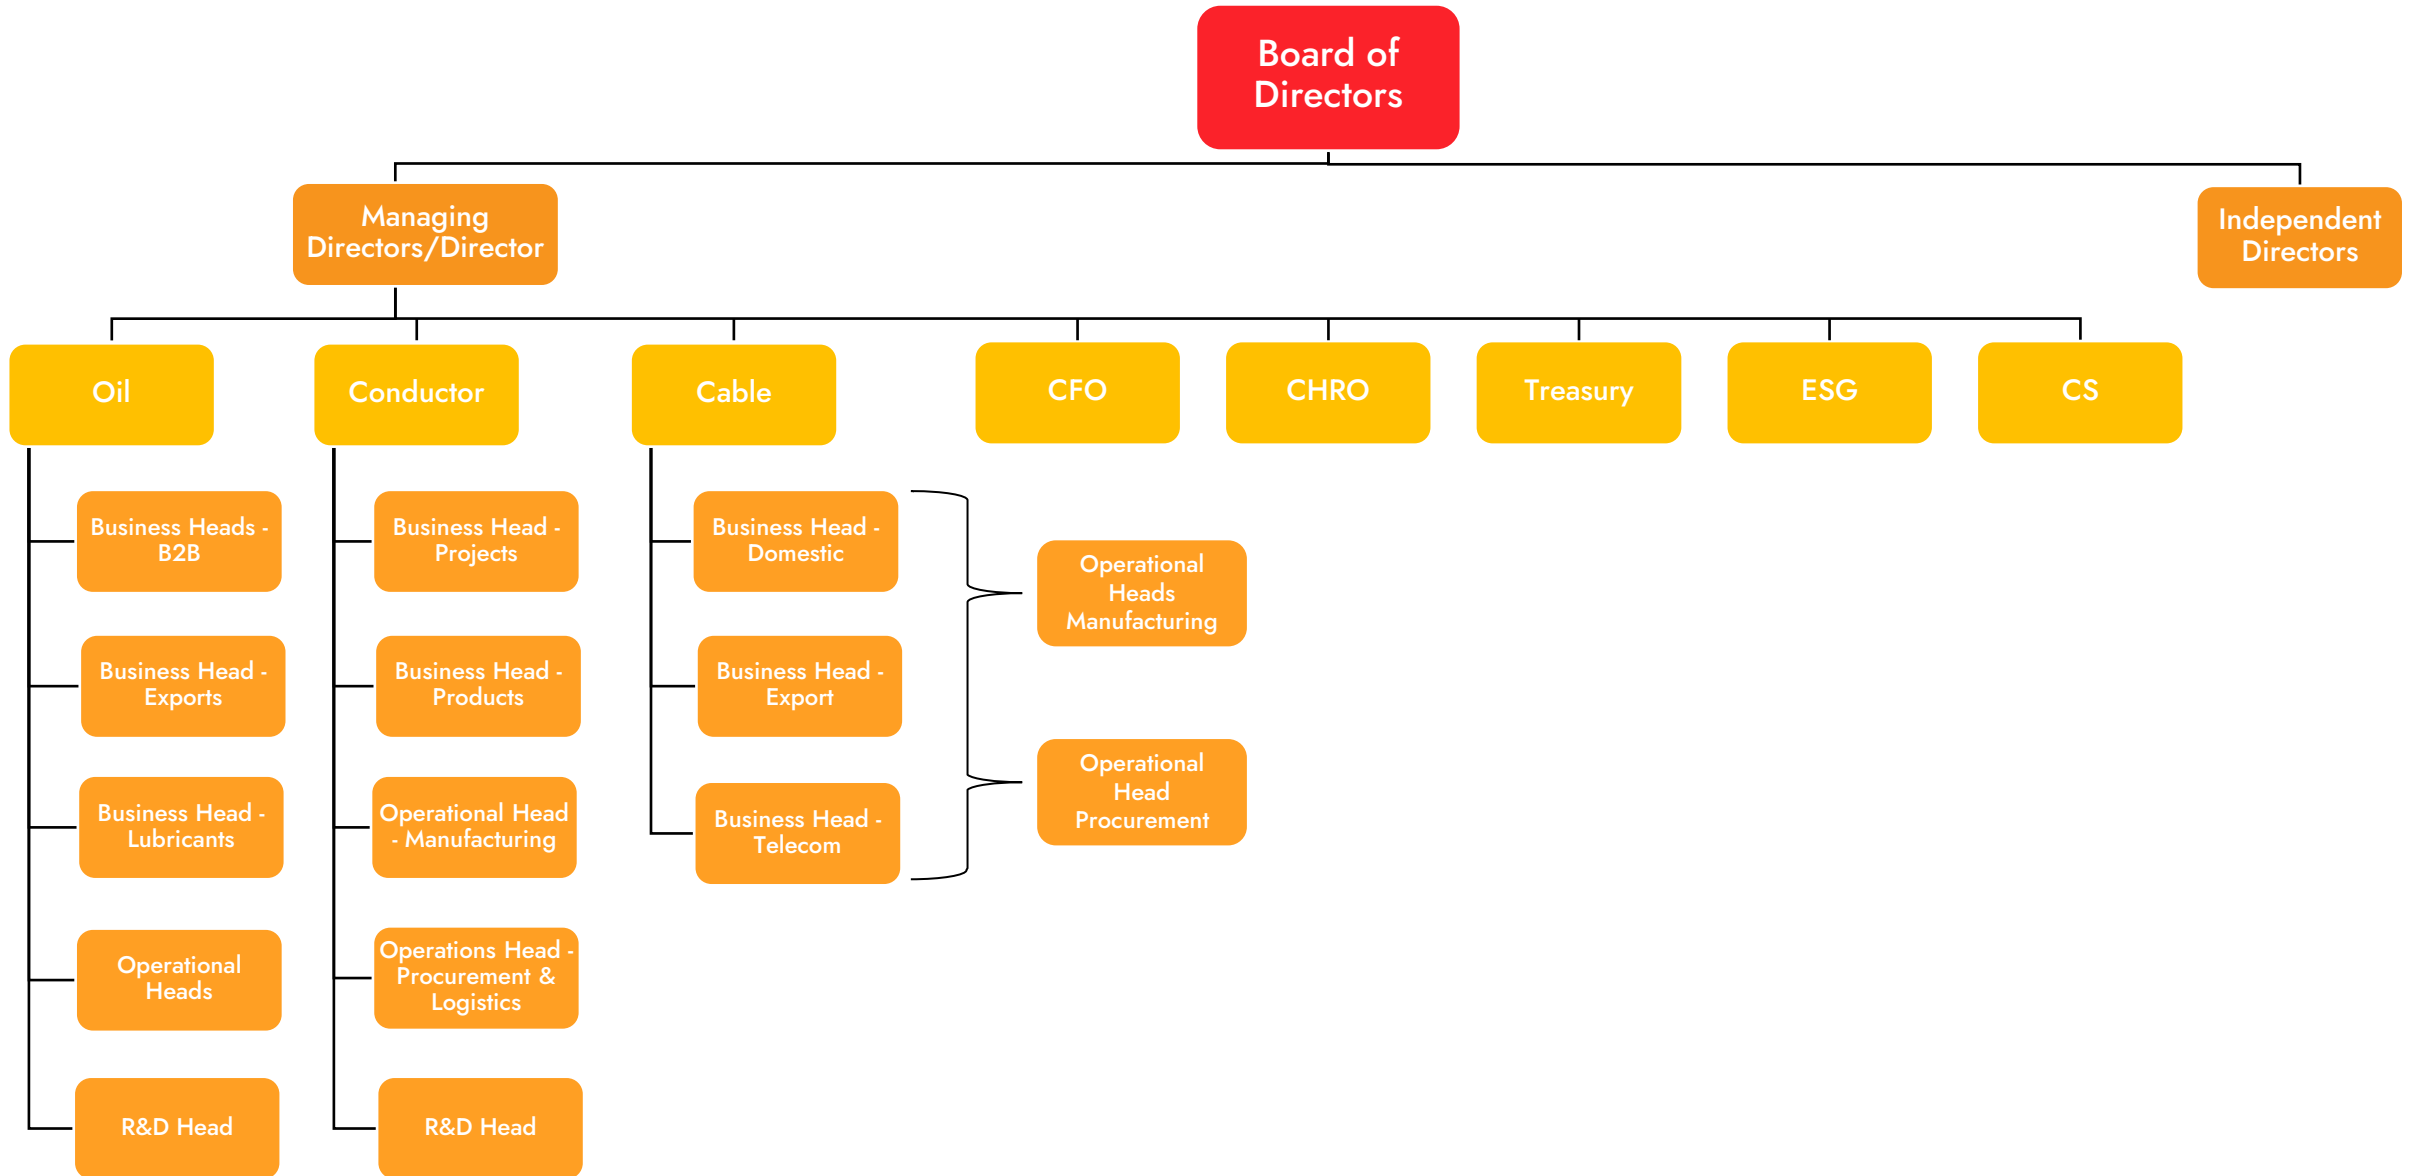 Board of
Directors
Managing
Directors/Director
Independent
Directors
Oil
Conductor
Cable
CFO
CHRO
Treasury
ESG
CS
Business Heads -
B2B
Business Head -
Exports
Business Head -
Lubricants
Operational
Heads
R&D Head
Business Head -
Projects
Business Head -
Products
Operational Head
- Manufacturing
Operations Head -
Procurement &
Logistics
R&D Head
Business Head -
Domestic
Business Head -
Export
Business Head -
Telecom
Operational
Heads
Manufacturing
Operational
Head
Procurement